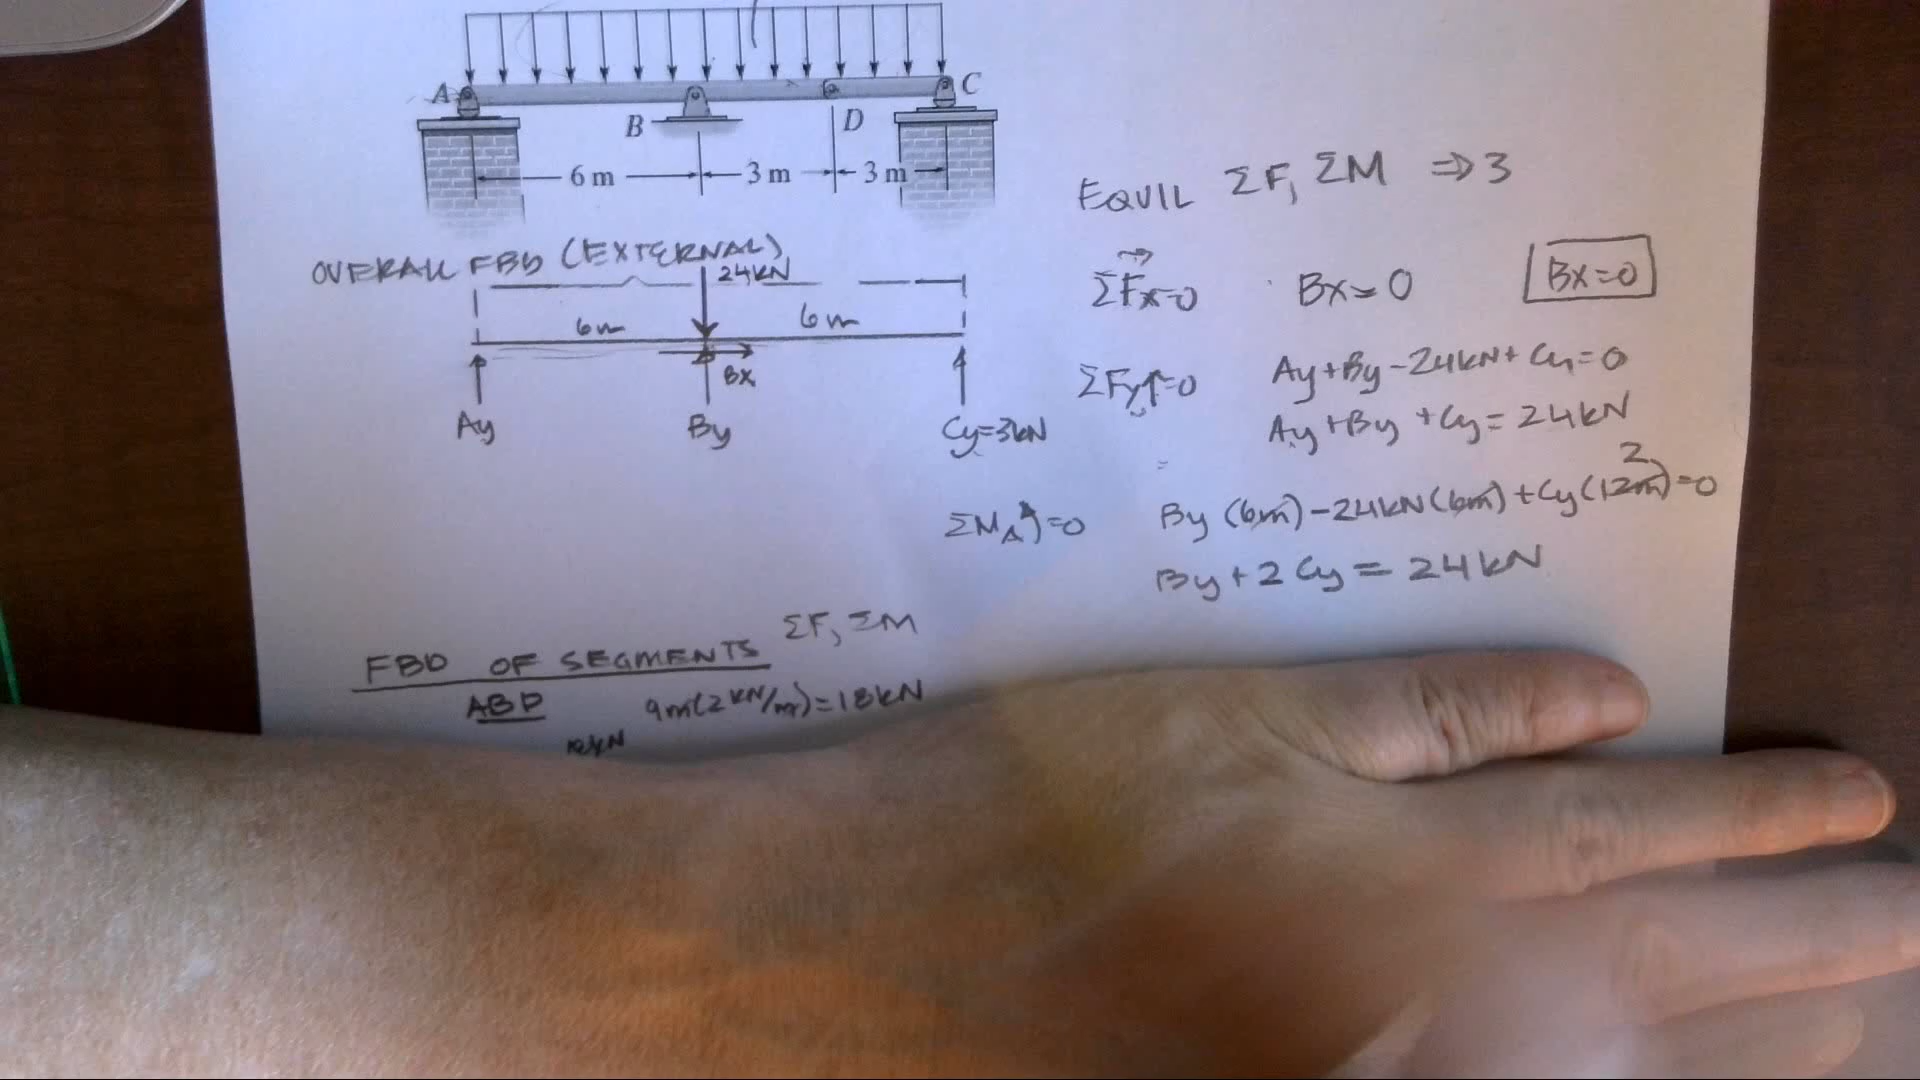 A
B
D
C
6 m
3 m
3 m
OVERALL FBD (EXTERNAL)
24kN
6m
6m
Bx
Ay
By
Cy=3kN
EQUIL ΣF, ΣM ⇒ 3
ΣFx=0 Bx=0 Bx=0
ΣFy↑=0 Ay+By-24kN+Cy=0
Ay+By+Cy=24kN
2
ΣMA=0 By(6m)-24kN(6m)+Cy(12m)=0
By+2Cy=24kN
FBD OF SEGMENTS ΣF, ΣM
ABD 9m(2kN/m)=18kN